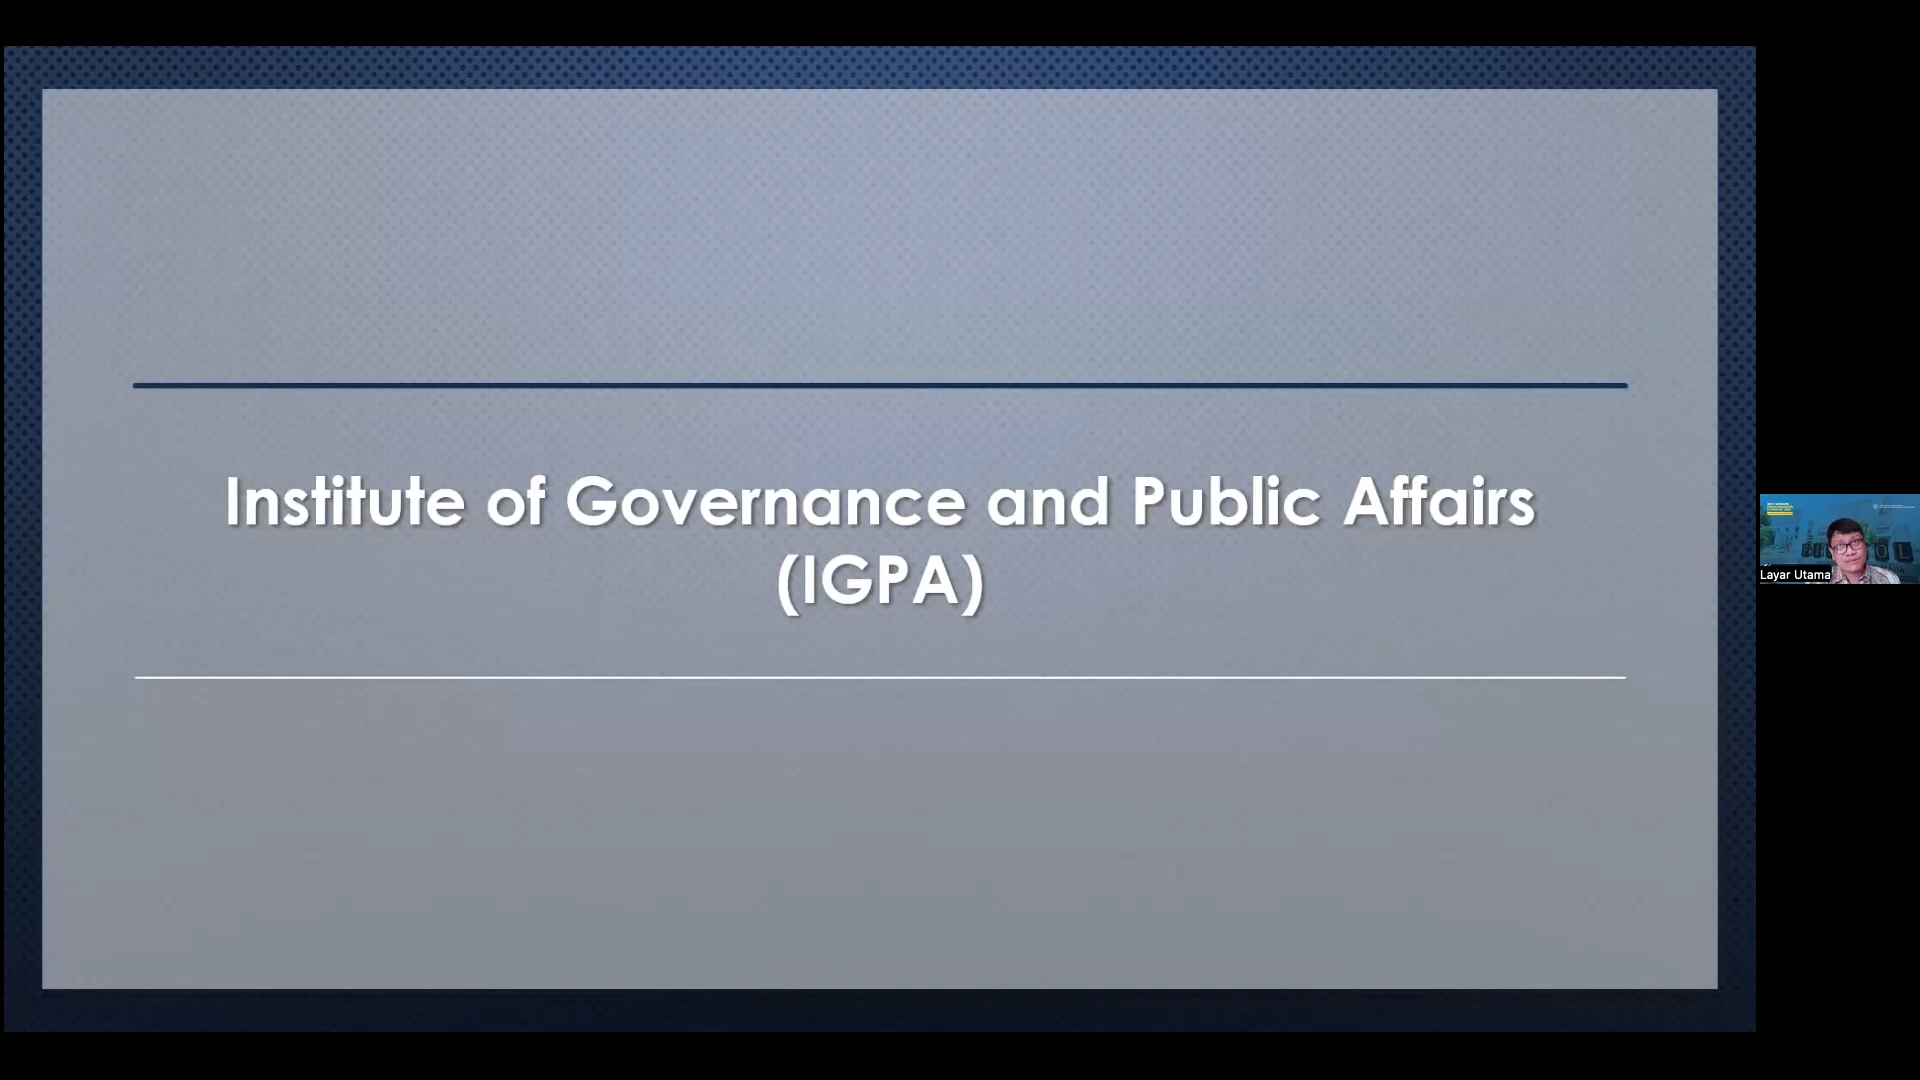 Institute of Governance and Public Affairs
(IGPA)
Layar Utama